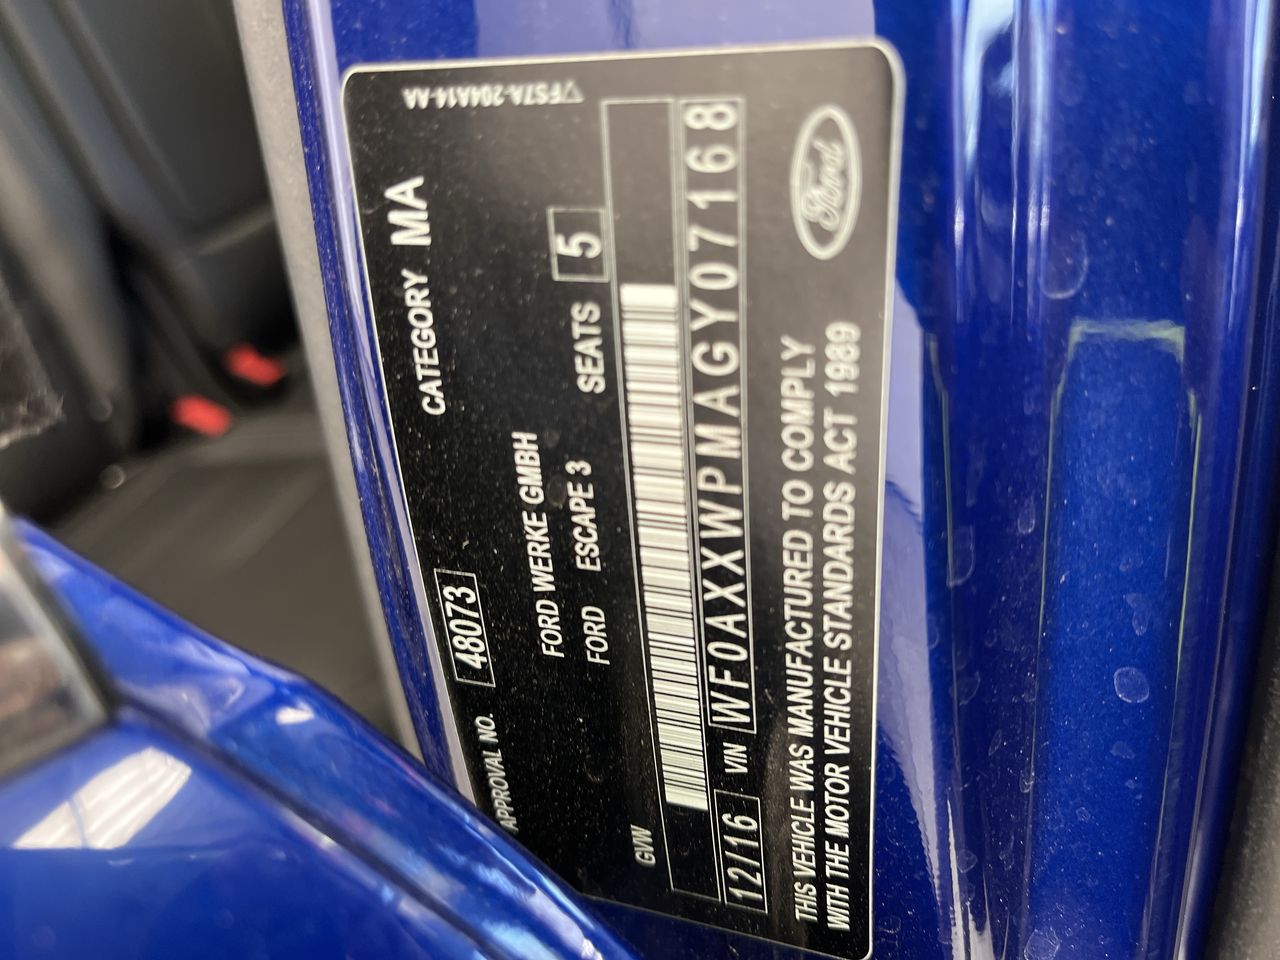 ▽FS7A-204A14-AA
APPROVAL NO. 48073 CATEGORY MA
FORD WERKE GMBH
FORD ESCAPE 3 SEATS 5
GVW
12/16 VIN WF0AXXWPMAGY07168
THIS VEHICLE WAS MANUFACTURED TO COMPLY
WITH THE MOTOR VEHICLE STANDARDS ACT 1989
Ford